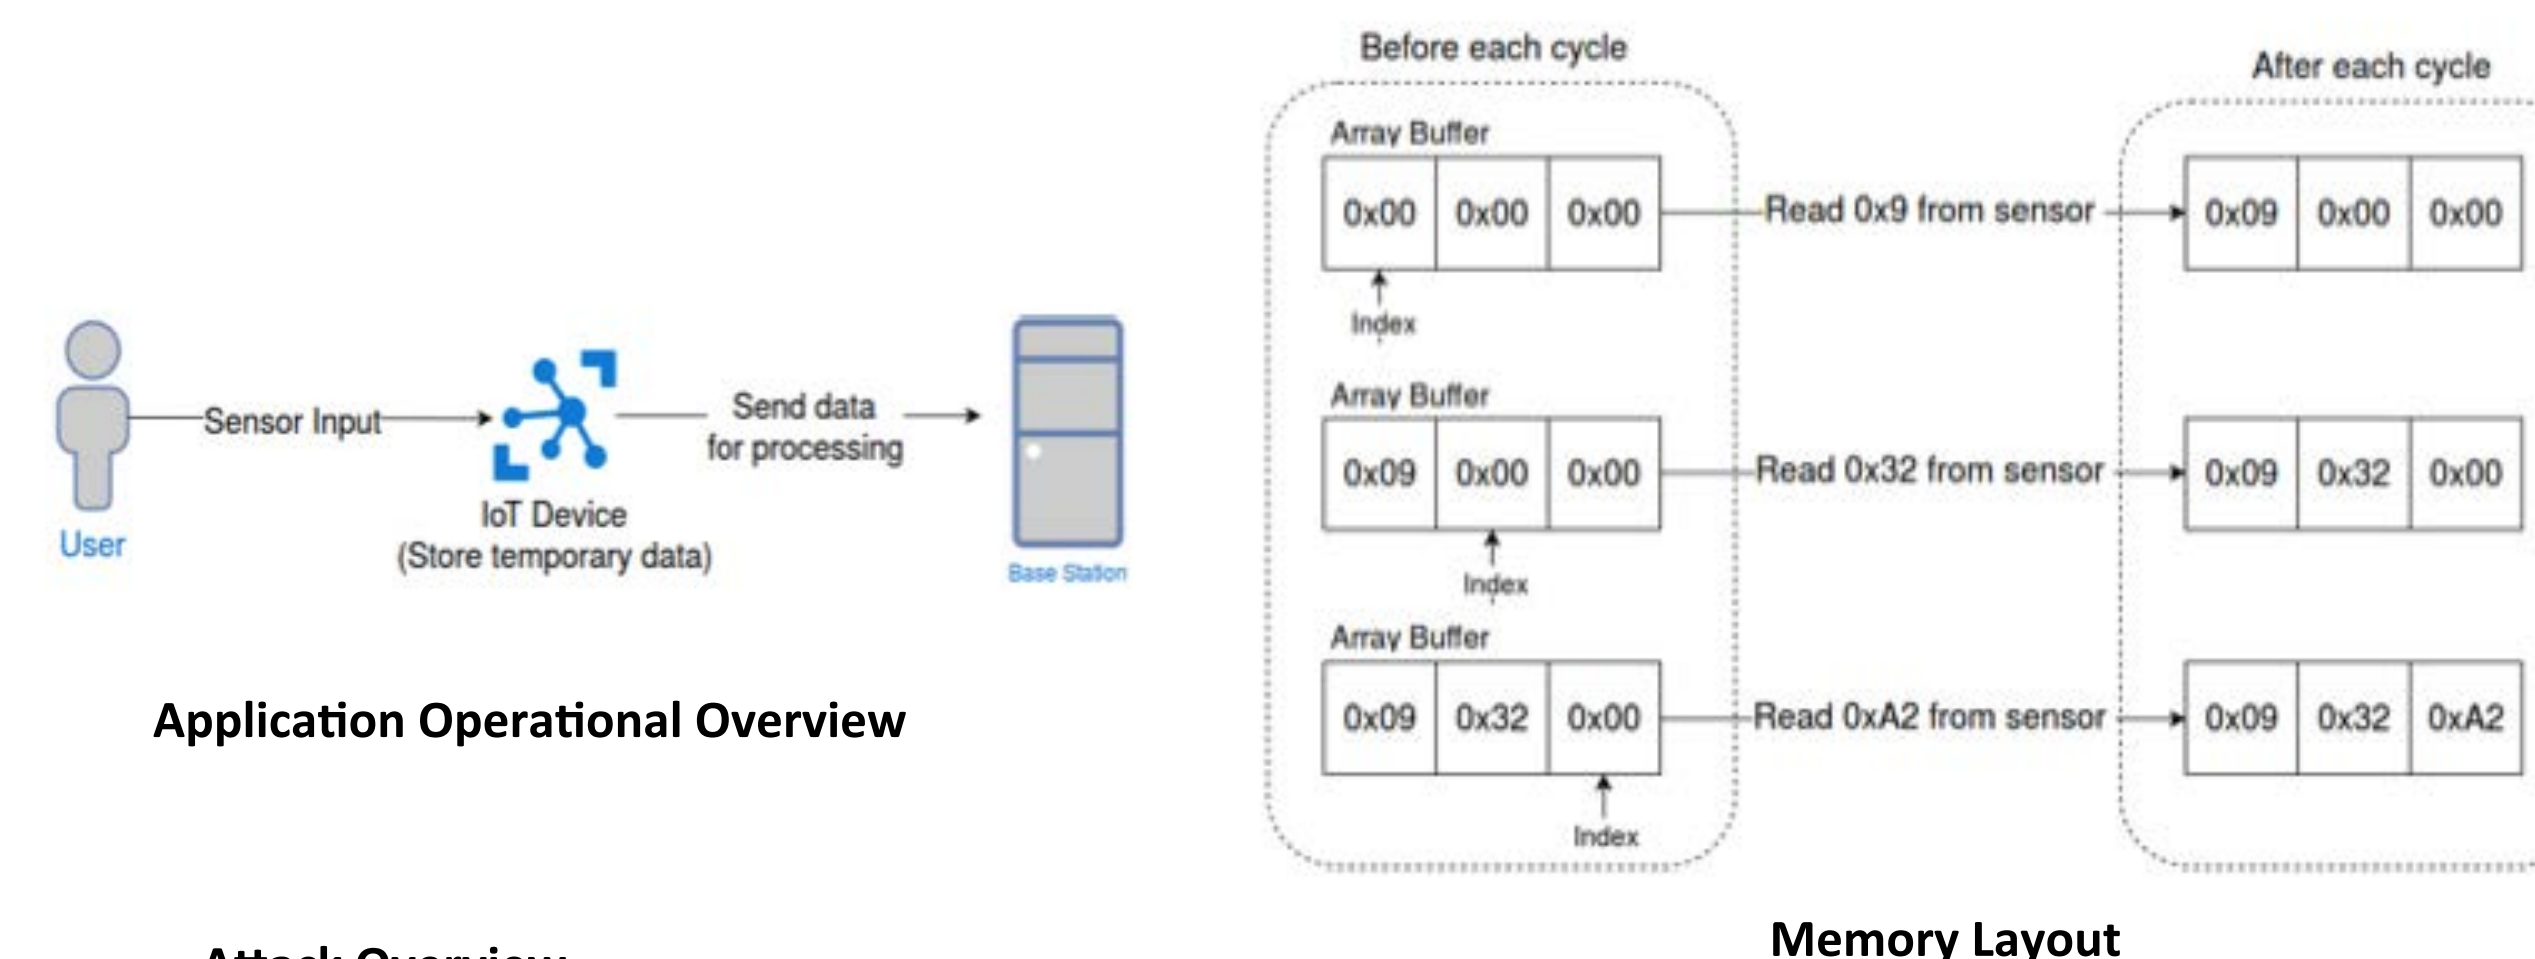 Sensor Input
User
IoT Device
(Store temporary data)
Send data
for processing
Base Station
Application Operational Overview
Attack Overview
Before each cycle
Array Buffer
0x00 0x00 0x00
Index
Read 0x9 from sensor
Array Buffer
0x09 0x00 0x00
Index
Read 0x32 from sensor
Array Buffer
0x09 0x32 0x00
Index
Read 0xA2 from sensor
After each cycle
0x09 0x00 0x00
0x09 0x32 0x00
0x09 0x32 0xA2
Memory Layout